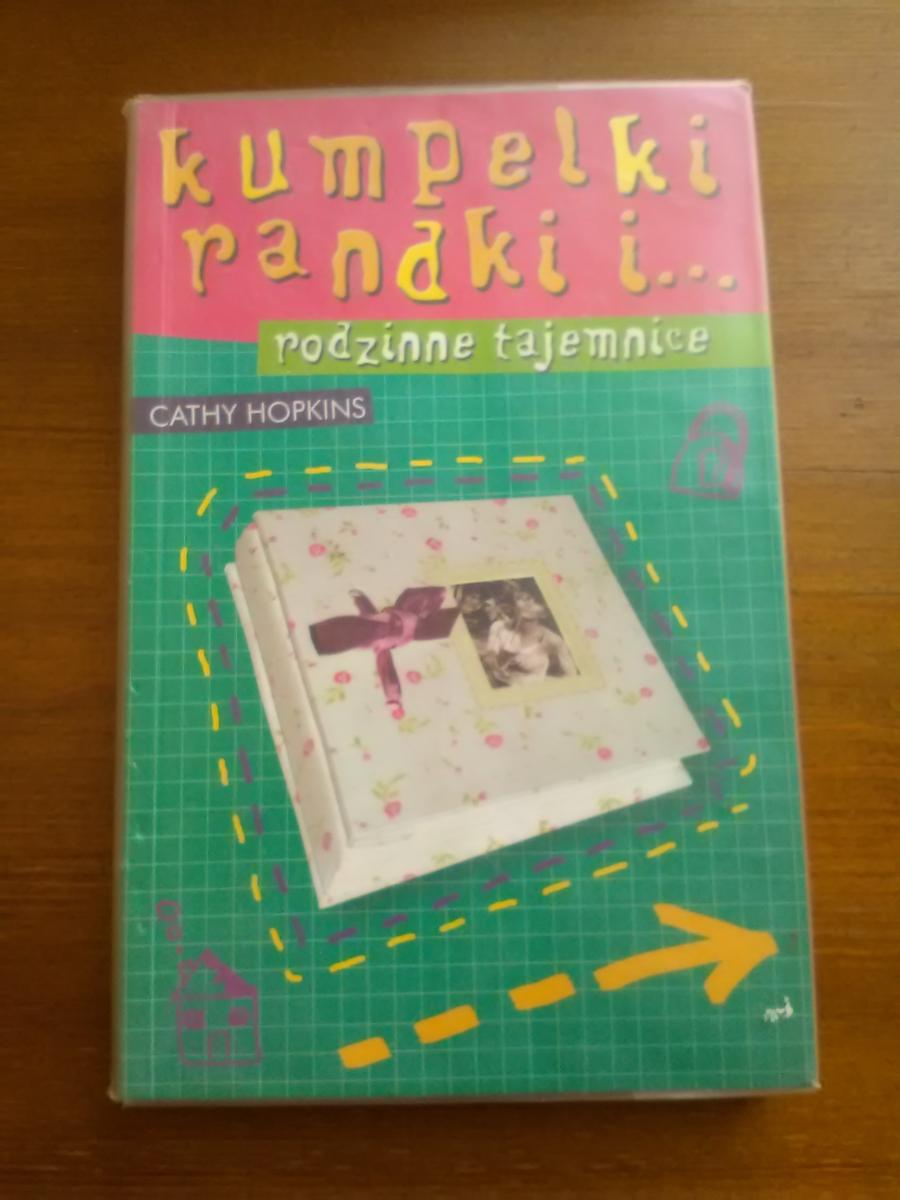 kumpelki
randki i...
rodzinne tajemnice
CATHY HOPKINS